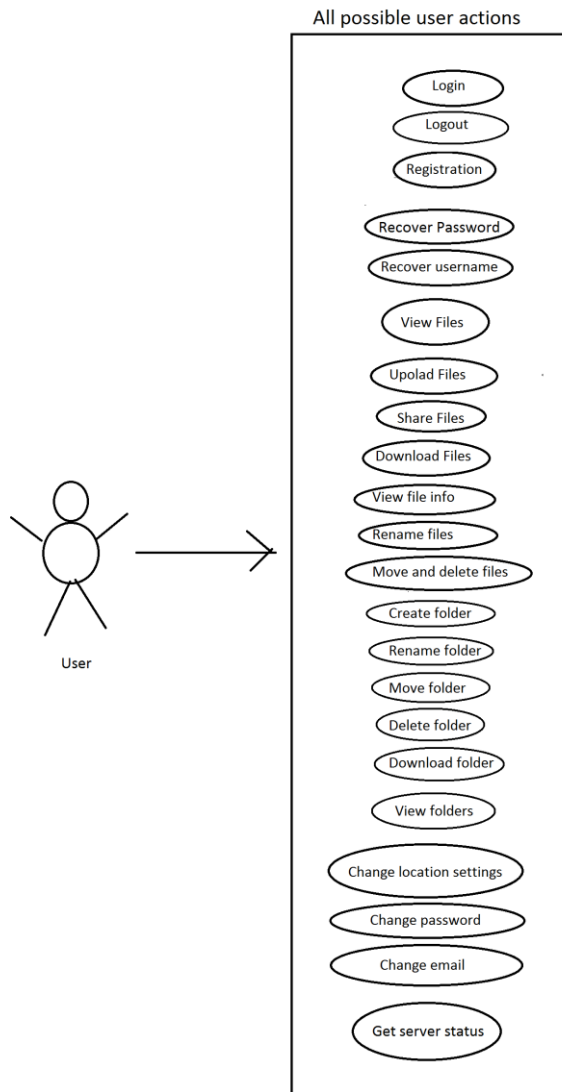 All possible user actions
Login
Logout
Registration
Recover Password
Recover username
View Files
Upolad Files
Share Files
Download Files
View file info
Rename files
Move and delete files
Create folder
Rename folder
Move folder
Delete folder
Download folder
View folders
Change location settings
Change password
Change email
Get server status
User